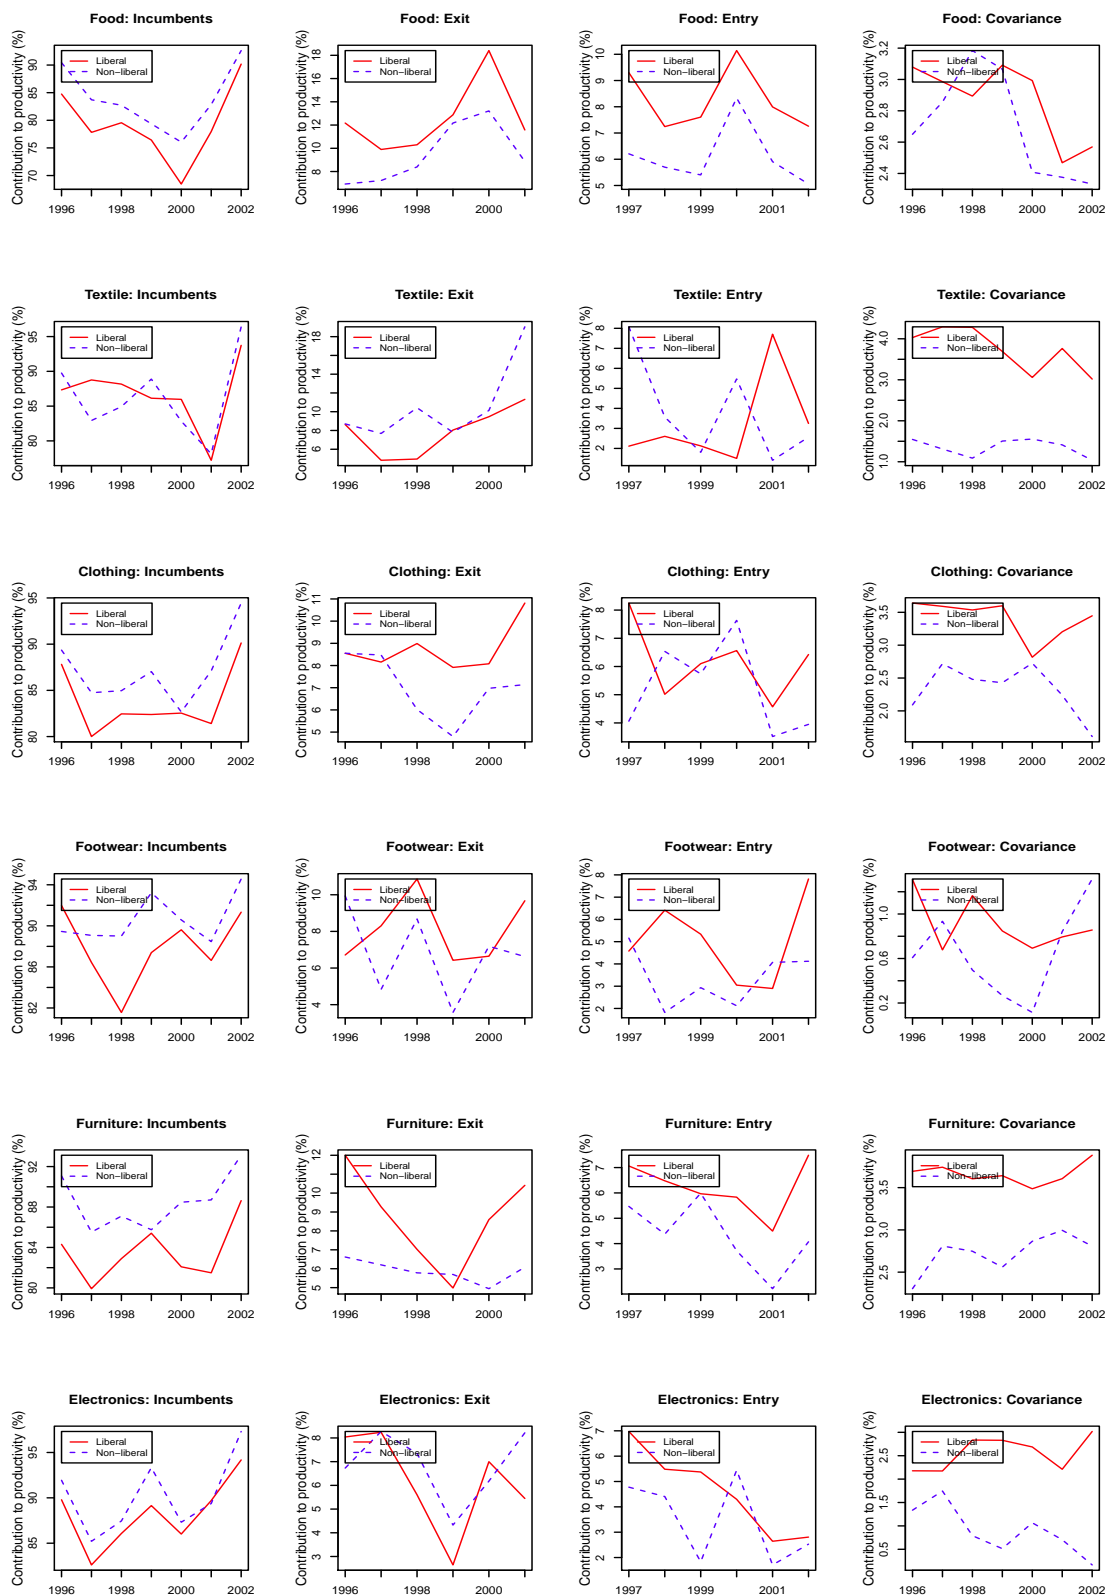 Food: Incumbents
Contribution to productivity (%)
90
85
80
75
70
Liberal
Non−liberal
1996 1998 2000 2002
Food: Exit
Contribution to productivity (%)
18
16
14
12
10
8
Liberal
Non−liberal
1996 1998 2000
Food: Entry
Contribution to productivity (%)
10
9
8
7
6
5
Liberal
Non−liberal
1997 1999 2001
Food: Covariance
Contribution to productivity (%)
3.2
3.0
2.8
2.6
2.4
Liberal
Non−liberal
1996 1998 2000 2002
Textile: Incumbents
Contribution to productivity (%)
95
90
85
80
Liberal
Non−liberal
1996 1998 2000 2002
Textile: Exit
Contribution to productivity (%)
18
14
10
8
6
Liberal
Non−liberal
1996 1998 2000
Textile: Entry
Contribution to productivity (%)
8
7
6
5
4
3
2
Liberal
Non−liberal
1997 1999 2001
Textile: Covariance
Contribution to productivity (%)
4.0
3.0
2.0
1.0
Liberal
Non−liberal
1996 1998 2000 2002
Clothing: Incumbents
Contribution to productivity (%)
95
90
85
80
Liberal
Non−liberal
1996 1998 2000 2002
Clothing: Exit
Contribution to productivity (%)
11
10
9
8
7
6
5
Liberal
Non−liberal
1996 1998 2000
Clothing: Entry
Contribution to productivity (%)
8
7
6
5
4
Liberal
Non−liberal
1997 1999 2001
Clothing: Covariance
Contribution to productivity (%)
3.5
3.0
2.5
2.0
Liberal
Non−liberal
1996 1998 2000 2002
Footwear: Incumbents
Contribution to productivity (%)
94
90
86
82
Liberal
Non−liberal
1996 1998 2000 2002
Footwear: Exit
Contribution to productivity (%)
10
8
6
4
Liberal
Non−liberal
1996 1998 2000
Footwear: Entry
Contribution to productivity (%)
8
7
6
5
4
3
2
Liberal
Non−liberal
1997 1999 2001
Footwear: Covariance
Contribution to productivity (%)
1.0
0.6
0.2
Liberal
Non−liberal
1996 1998 2000 2002
Furniture: Incumbents
Contribution to productivity (%)
92
88
84
80
Liberal
Non−liberal
1996 1998 2000 2002
Furniture: Exit
Contribution to productivity (%)
12
11
10
9
8
7
6
5
Liberal
Non−liberal
1996 1998 2000
Furniture: Entry
Contribution to productivity (%)
7
6
5
4
3
Liberal
Non−liberal
1997 1999 2001
Furniture: Covariance
Contribution to productivity (%)
3.5
3.0
2.5
Liberal
Non−liberal
1996 1998 2000 2002
Electronics: Incumbents
Contribution to productivity (%)
95
90
85
Liberal
Non−liberal
1996 1998 2000 2002
Electronics: Exit
Contribution to productivity (%)
8
7
6
5
4
3
Liberal
Non−liberal
1996 1998 2000
Electronics: Entry
Contribution to productivity (%)
7
6
5
4
3
2
Liberal
Non−liberal
1997 1999 2001
Electronics: Covariance
Contribution to productivity (%)
2.5
1.5
0.5
Liberal
Non−liberal
1996 1998 2000 2002